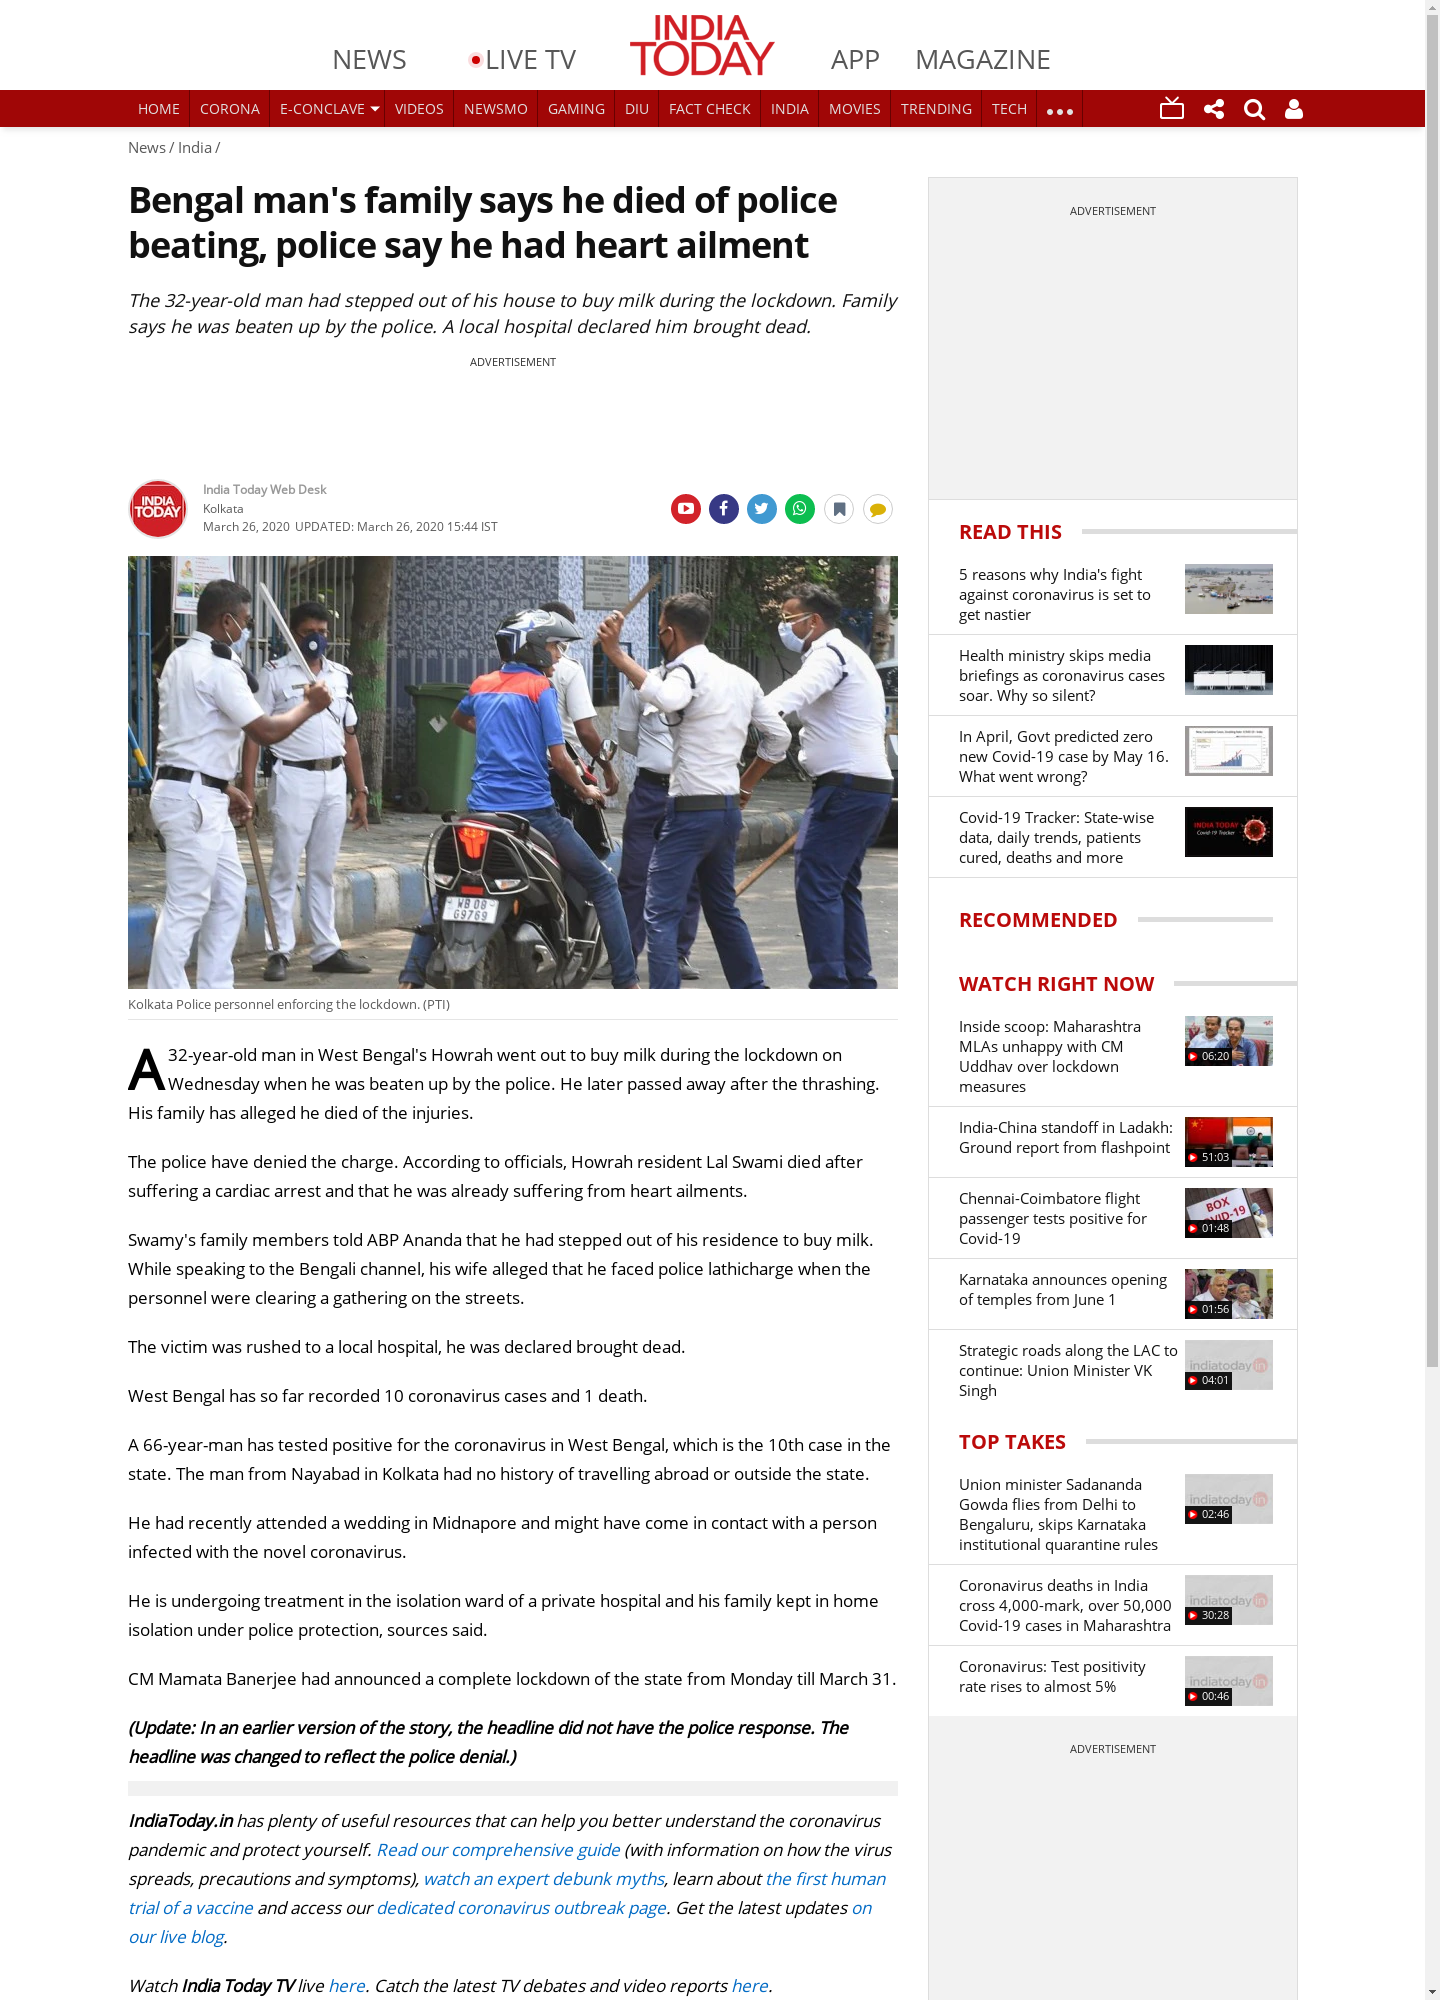 NEWS
LIVE TV
INDIA
TODAY
APP
MAGAZINE
HOME
CORONA
E-CONCLAVE
VIDEOS
NEWSMO
GAMING
DIU
FACT CHECK
INDIA
MOVIES
TRENDING
TECH
News / India /
Bengal man's family says he died of police
beating, police say he had heart ailment
The 32-year-old man had stepped out of his house to buy milk during the lockdown. Family
says he was beaten up by the police. A local hospital declared him brought dead.
ADVERTISEMENT
INDIA
TODAY
India Today Web Desk
Kolkata
March 26, 2020 UPDATED: March 26, 2020 15:44 IST
WB 08
G9769
Kolkata Police personnel enforcing the lockdown. (PTI)
A 32-year-old man in West Bengal's Howrah went out to buy milk during the lockdown on
Wednesday when he was beaten up by the police. He later passed away after the thrashing.
His family has alleged he died of the injuries.
The police have denied the charge. According to officials, Howrah resident Lal Swami died after
suffering a cardiac arrest and that he was already suffering from heart ailments.
Swamy's family members told ABP Ananda that he had stepped out of his residence to buy milk.
While speaking to the Bengali channel, his wife alleged that he faced police lathicharge when the
personnel were clearing a gathering on the streets.
The victim was rushed to a local hospital, he was declared brought dead.
West Bengal has so far recorded 10 coronavirus cases and 1 death.
A 66-year-man has tested positive for the coronavirus in West Bengal, which is the 10th case in the
state. The man from Nayabad in Kolkata had no history of travelling abroad or outside the state.
He had recently attended a wedding in Midnapore and might have come in contact with a person
infected with the novel coronavirus.
He is undergoing treatment in the isolation ward of a private hospital and his family kept in home
isolation under police protection, sources said.
CM Mamata Banerjee had announced a complete lockdown of the state from Monday till March 31.
(Update: In an earlier version of the story, the headline did not have the police response. The
headline was changed to reflect the police denial.)
IndiaToday.in has plenty of useful resources that can help you better understand the coronavirus
pandemic and protect yourself. Read our comprehensive guide (with information on how the virus
spreads, precautions and symptoms), watch an expert debunk myths, learn about the first human
trial of a vaccine and access our dedicated coronavirus outbreak page. Get the latest updates on
our live blog.
Watch India Today TV live here. Catch the latest TV debates and video reports here.
ADVERTISEMENT
READ THIS
5 reasons why India's fight
against coronavirus is set to
get nastier
Health ministry skips media
briefings as coronavirus cases
soar. Why so silent?
In April, Govt predicted zero
new Covid-19 case by May 16.
What went wrong?
Covid-19 Tracker: State-wise
data, daily trends, patients
cured, deaths and more
INDIA TODAY
Covid-19 Tracker
RECOMMENDED
WATCH RIGHT NOW
Inside scoop: Maharashtra
MLAs unhappy with CM
Uddhav over lockdown
measures
06:20
India-China standoff in Ladakh:
Ground report from flashpoint
51:03
Chennai-Coimbatore flight
passenger tests positive for
Covid-19
BOX
01:48
Karnataka announces opening
of temples from June 1
01:56
Strategic roads along the LAC to
continue: Union Minister VK
Singh
indiatoday in
04:01
TOP TAKES
Union minister Sadananda
Gowda flies from Delhi to
Bengaluru, skips Karnataka
institutional quarantine rules
indiatoday in
02:46
Coronavirus deaths in India
cross 4,000-mark, over 50,000
Covid-19 cases in Maharashtra
indiatoday in
30:28
Coronavirus: Test positivity
rate rises to almost 5%
indiatoday in
00:46
ADVERTISEMENT